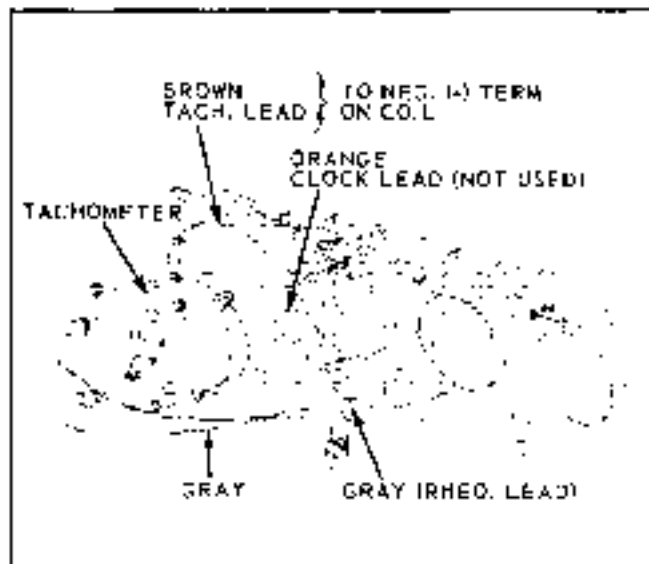 BROWN
TACH. LEAD
TO NEG. (-) TERM
ON COIL
ORANGE
CLOCK LEAD (NOT USED)
TACHOMETER
GRAY
GRAY (RHEO. LEAD)